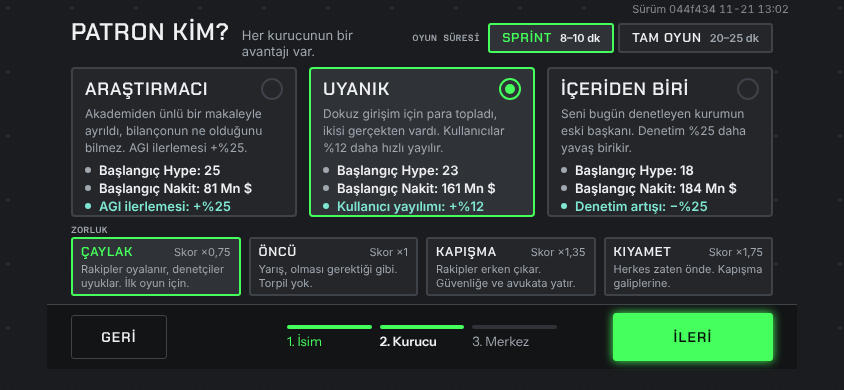 Sürüm 044f434 11-21 13:02
PATRON KİM?
Her kurucunun bir
avantajı var.
OYUN SÜRESİ
SPRİNT 8–10 dk
TAM OYUN 20–25 dk
ARAŞTIRMACI
Akademiden ünlü bir makaleyle
ayrıldı, bilançonun ne olduğunu
bilmez. AGI ilerlemesi +%25.
Başlangıç Hype: 25
Başlangıç Nakit: 81 Mn $
AGI ilerlemesi: +%25
UYANIK
Dokuz girişim için para topladı,
ikisi gerçekten vardı. Kullanıcılar
%12 daha hızlı yayılır.
Başlangıç Hype: 23
Başlangıç Nakit: 161 Mn $
Kullanıcı yayılımı: +%12
İÇERİDEN BİRİ
Seni bugün denetleyen kurumun
eski başkanı. Denetim %25 daha
yavaş birikir.
Başlangıç Hype: 18
Başlangıç Nakit: 184 Mn $
Denetim artışı: −%25
ZORLUK
ÇAYLAK Skor ×0,75
Rakipler oyalanır, denetçiler
uyuklar. İlk oyun için.
ÖNCÜ Skor ×1
Yarış, olması gerektiği gibi.
Torpil yok.
KAPIŞMA Skor ×1,35
Rakipler erken çıkar.
Güvenliğe ve avukata yatır.
KIYAMET Skor ×1,75
Herkes zaten önde. Kapışma
galiplerine.
GERİ
1. İsim
2. Kurucu
3. Merkez
İLERİ